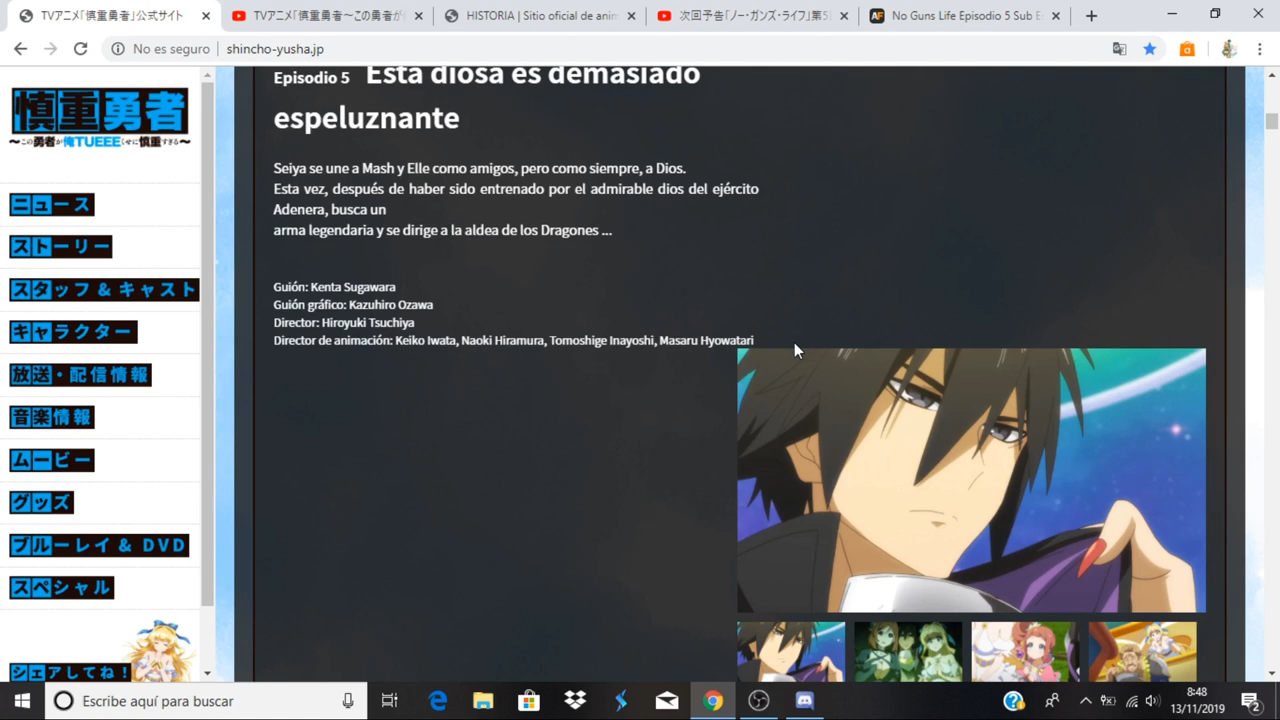 TVアニメ「慎重勇者」公式サイト
TVアニメ「慎重勇者～この勇者が
HISTORIA | Sitio oficial de anim
次回予告「ノー・ガンズ・ライフ」第5
No Guns Life Episodio 5 Sub E
No es seguro
shincho-yusha.jp
慎重勇者
～この勇者が俺TUEEEくせに慎重すぎる～
ニュース
ストーリー
スタッフ & キャスト
キャラクター
放送・配信情報
音楽情報
ムービー
グッズ
ブルーレイ & DVD
スペシャル
シェアしてね！
Episodio 5 Esta diosa es demasiado
espeluznante
Seiya se une a Mash y Elle como amigos, pero como siempre, a Dios.
Esta vez, después de haber sido entrenado por el admirable dios del ejército
Adenera, busca un
arma legendaria y se dirige a la aldea de los Dragones ...
Guión: Kenta Sugawara
Guión gráfico: Kazuhiro Ozawa
Director: Hiroyuki Tsuchiya
Director de animación: Keiko Iwata, Naoki Hiramura, Tomoshige Inayoshi, Masaru Hyowatari
Escribe aquí para buscar
8:48
13/11/2019
2